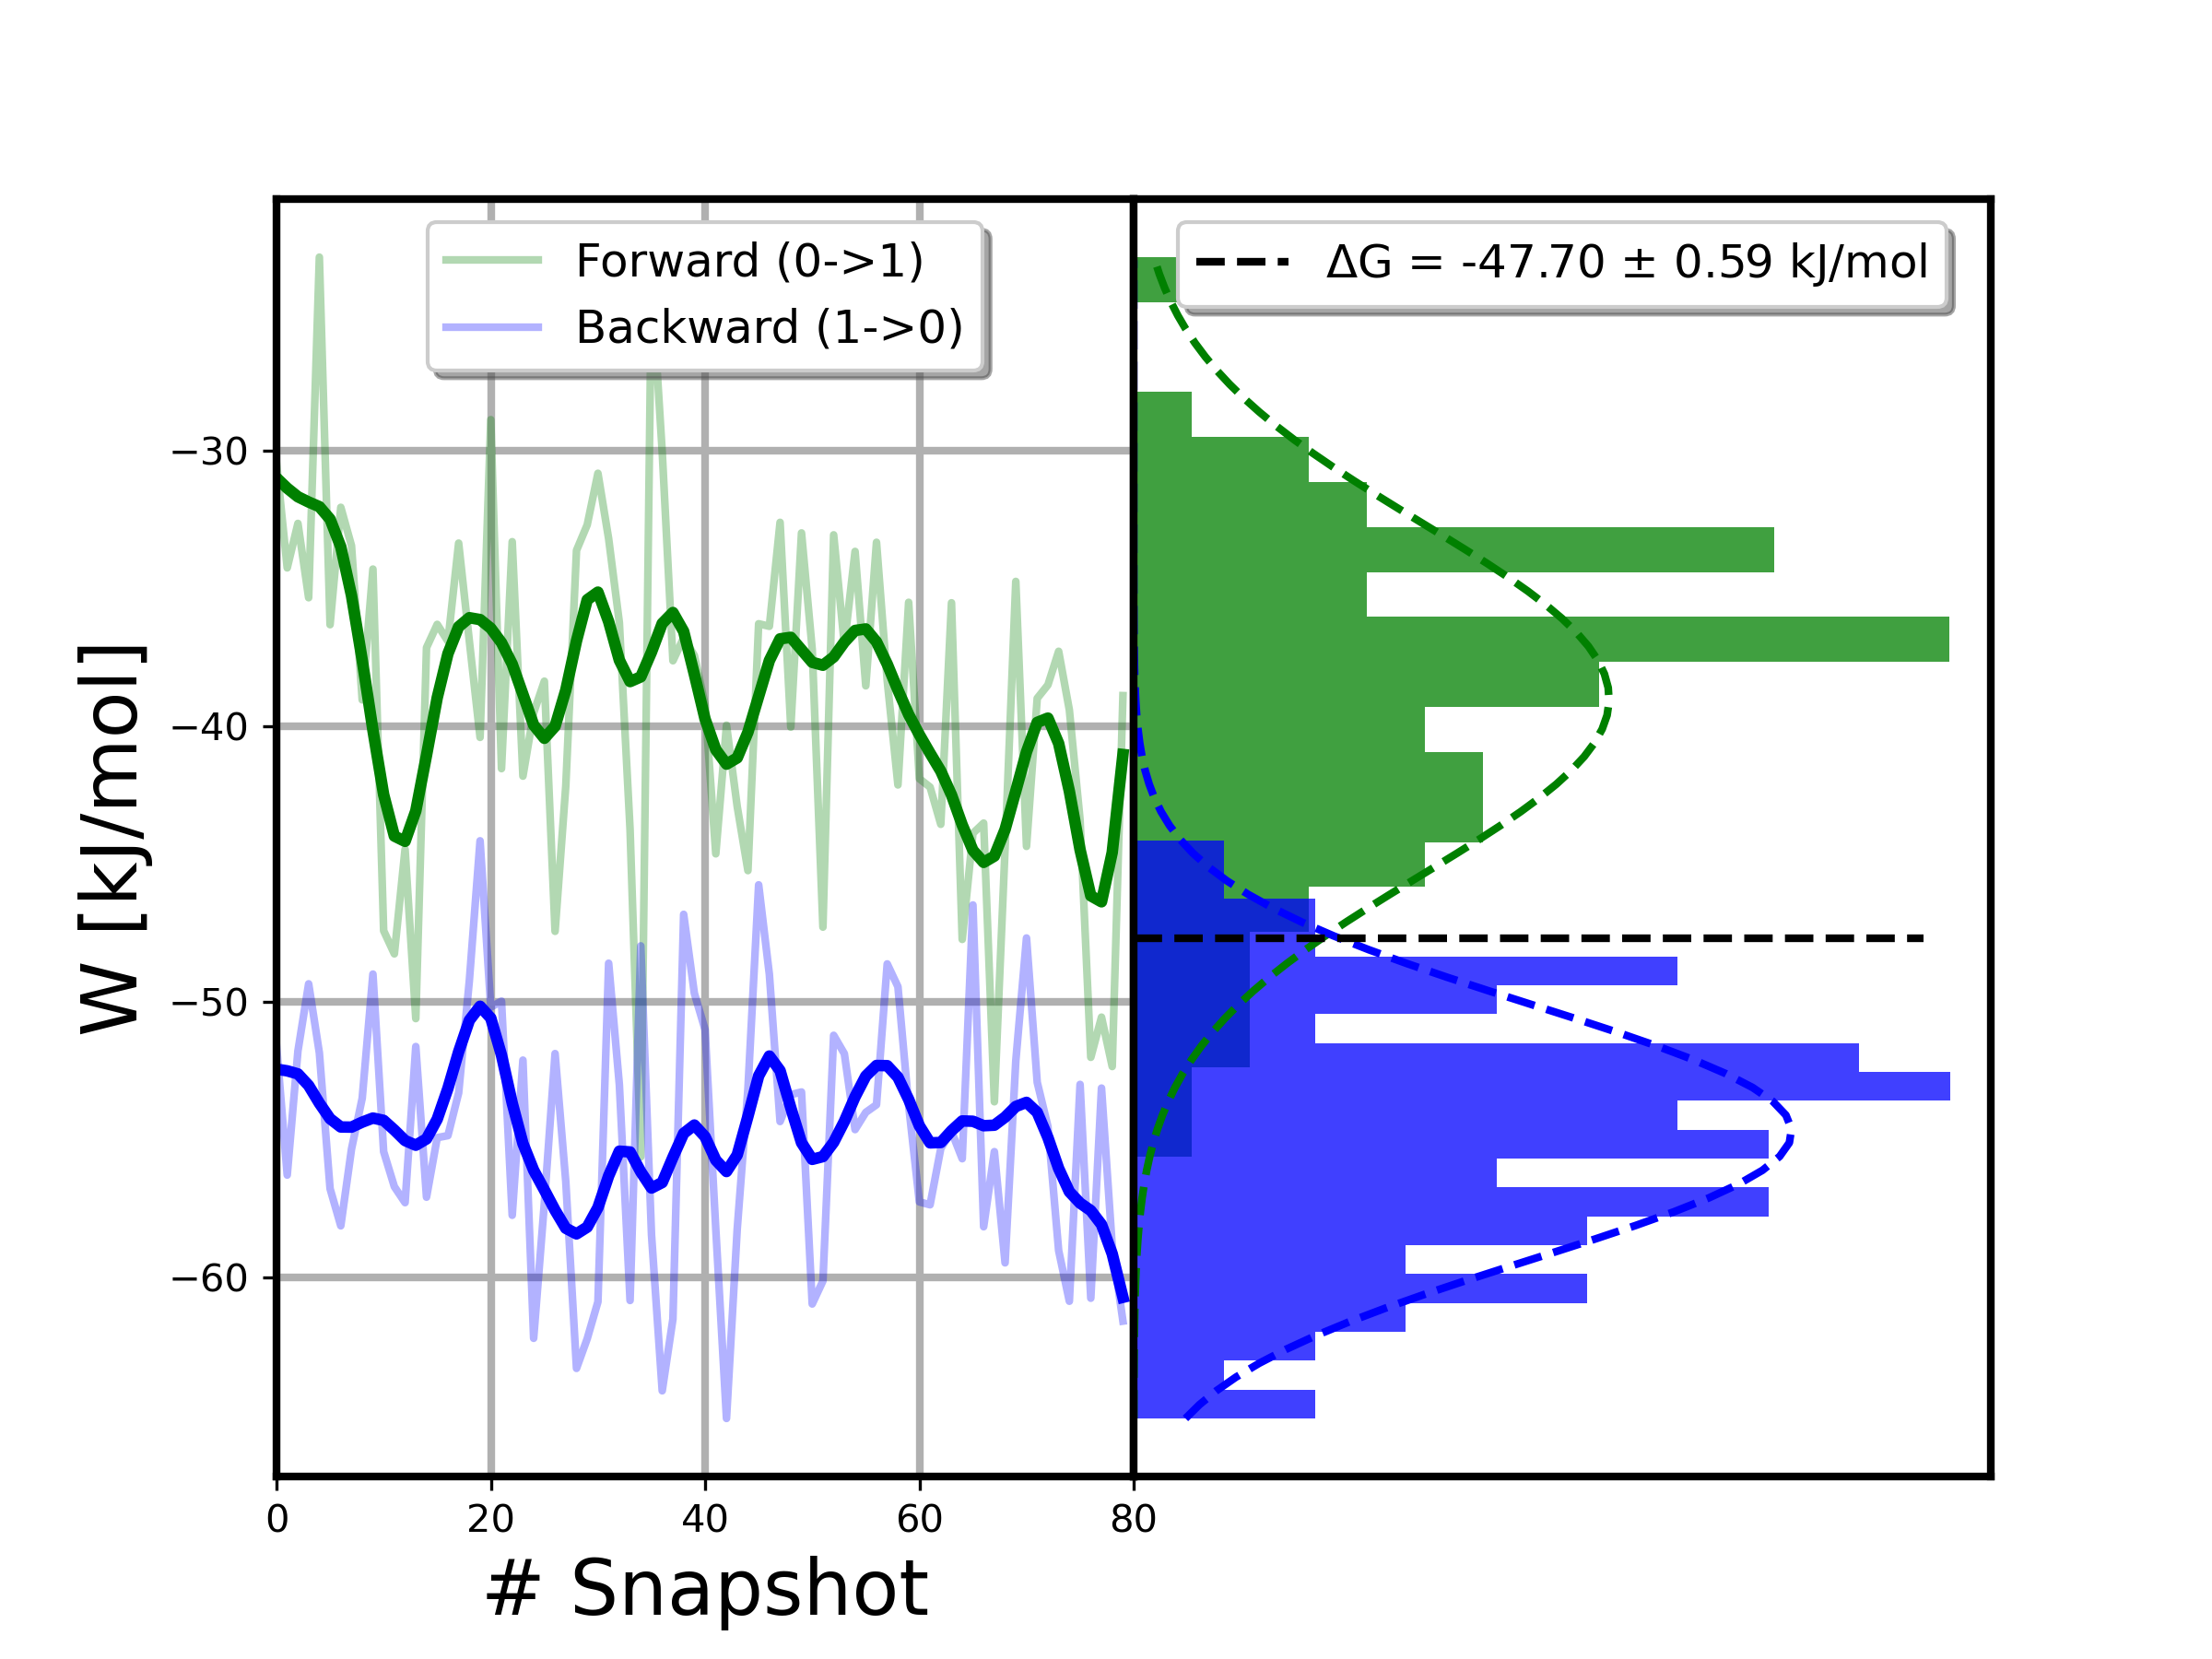 Forward (0->1)
Backward (1->0)
ΔG = -47.70 ± 0.59 kJ/mol
W [kJ/mol]
−30
−40
−50
−60
0 20 40 60 80
# Snapshot